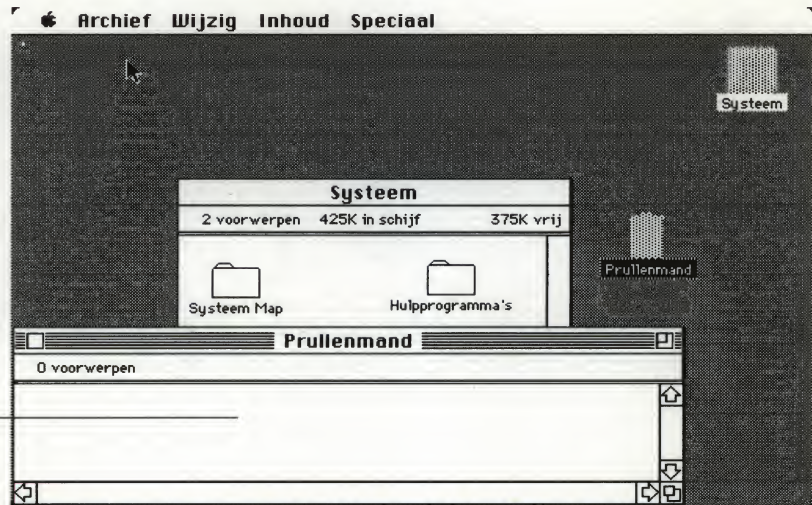 Archief Wijzig Inhoud Speciaal
Systeem
Systeem
2 voorwerpen 425K in schijf 375K vrij
Prullenmand
Systeem Map Hulpprogramma's
Prullenmand
0 voorwerpen